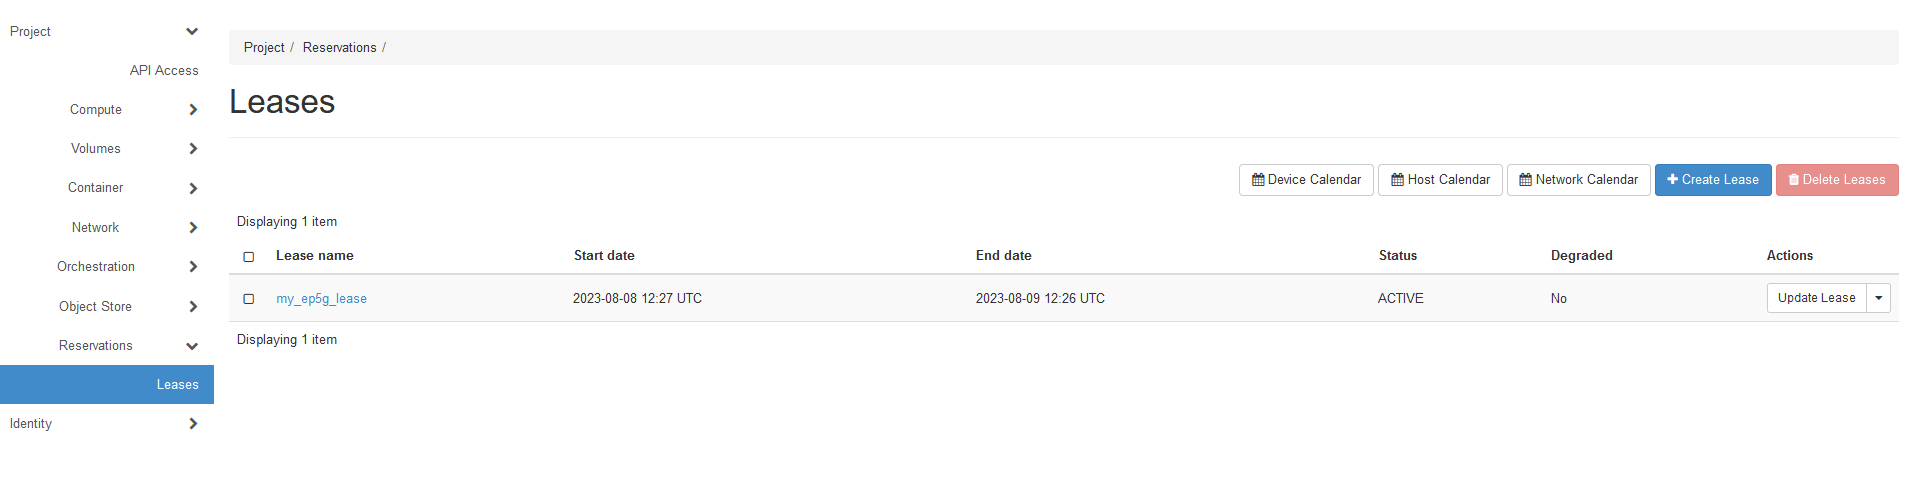 Project
API Access
Compute
Volumes
Container
Network
Orchestration
Object Store
Reservations
Leases
Identity
Project / Reservations /
Leases
Device Calendar Host Calendar Network Calendar Create Lease Delete Leases
Displaying 1 item
Lease name Start date End date Status Degraded Actions
my_ep5g_lease 2023-08-08 12:27 UTC 2023-08-09 12:26 UTC ACTIVE No Update Lease
Displaying 1 item